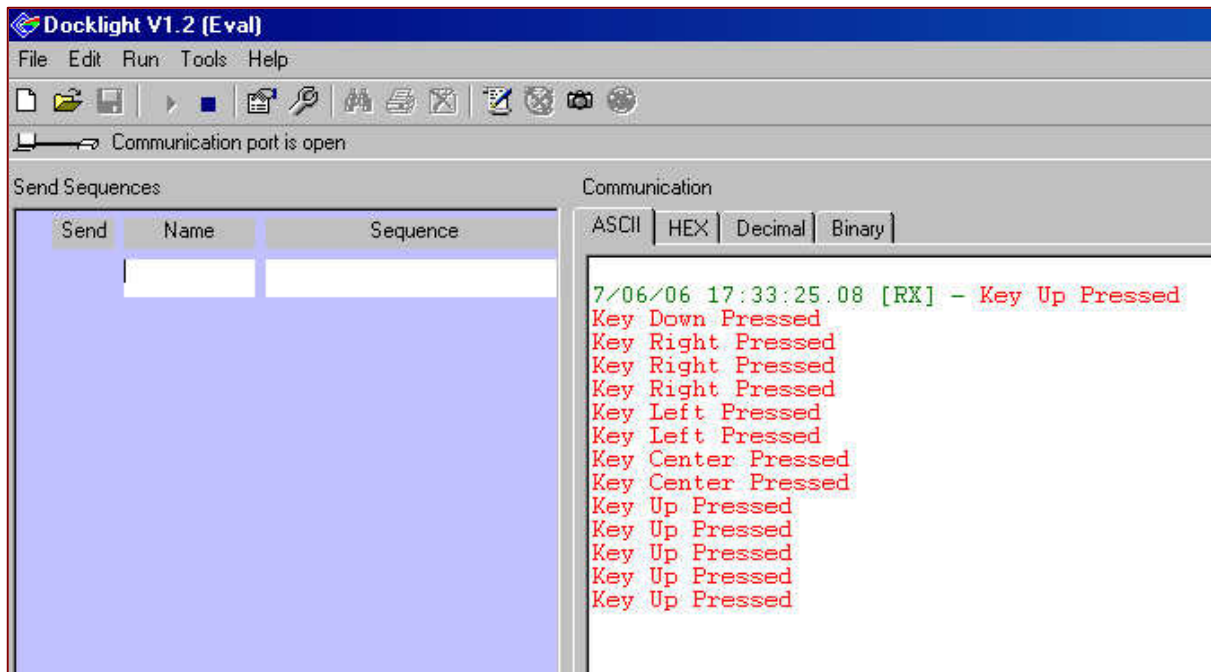 Docklight V1.2 (Eval)
File Edit Run Tools Help
Communication port is open
Send Sequences
Send Name Sequence
Communication
ASCII HEX Decimal Binary
7/06/06 17:33:25.08 [RX] - Key Up Pressed
Key Down Pressed
Key Right Pressed
Key Right Pressed
Key Right Pressed
Key Left Pressed
Key Left Pressed
Key Center Pressed
Key Center Pressed
Key Up Pressed
Key Up Pressed
Key Up Pressed
Key Up Pressed
Key Up Pressed